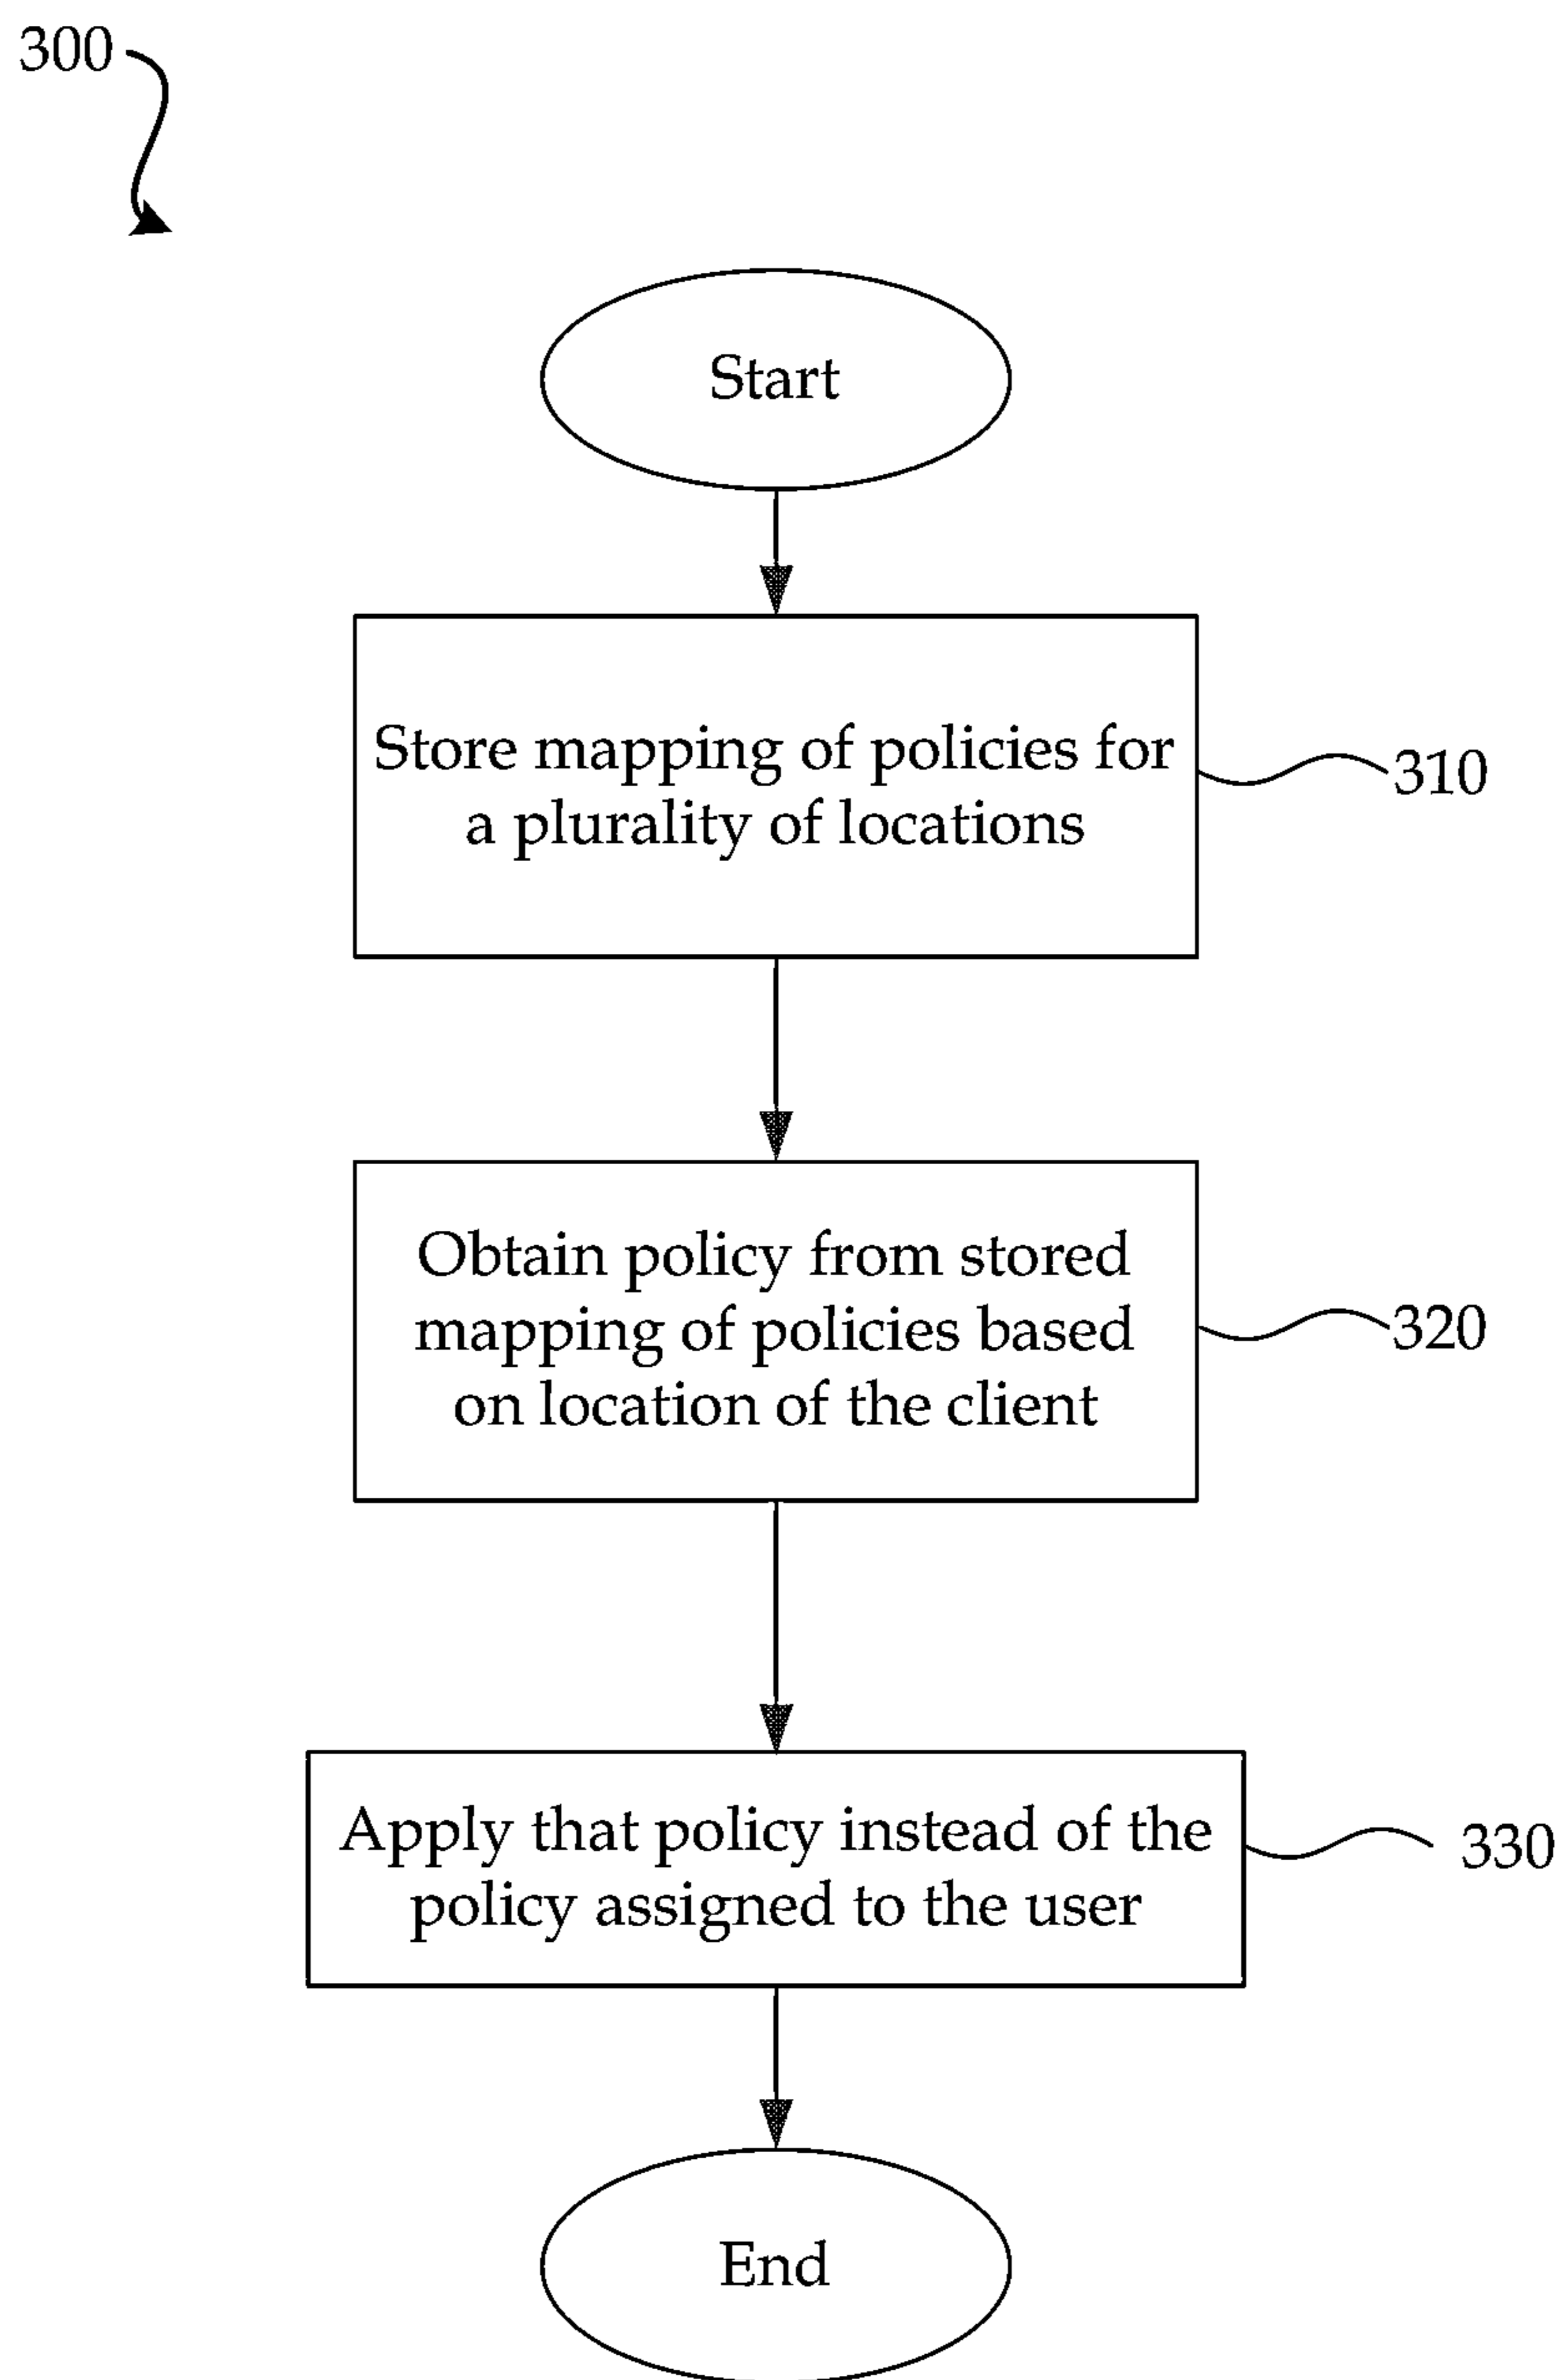 300
Start
Store mapping of policies for
a plurality of locations
310
Obtain policy from stored
mapping of policies based
on location of the client
320
Apply that policy instead of the
policy assigned to the user
330
End